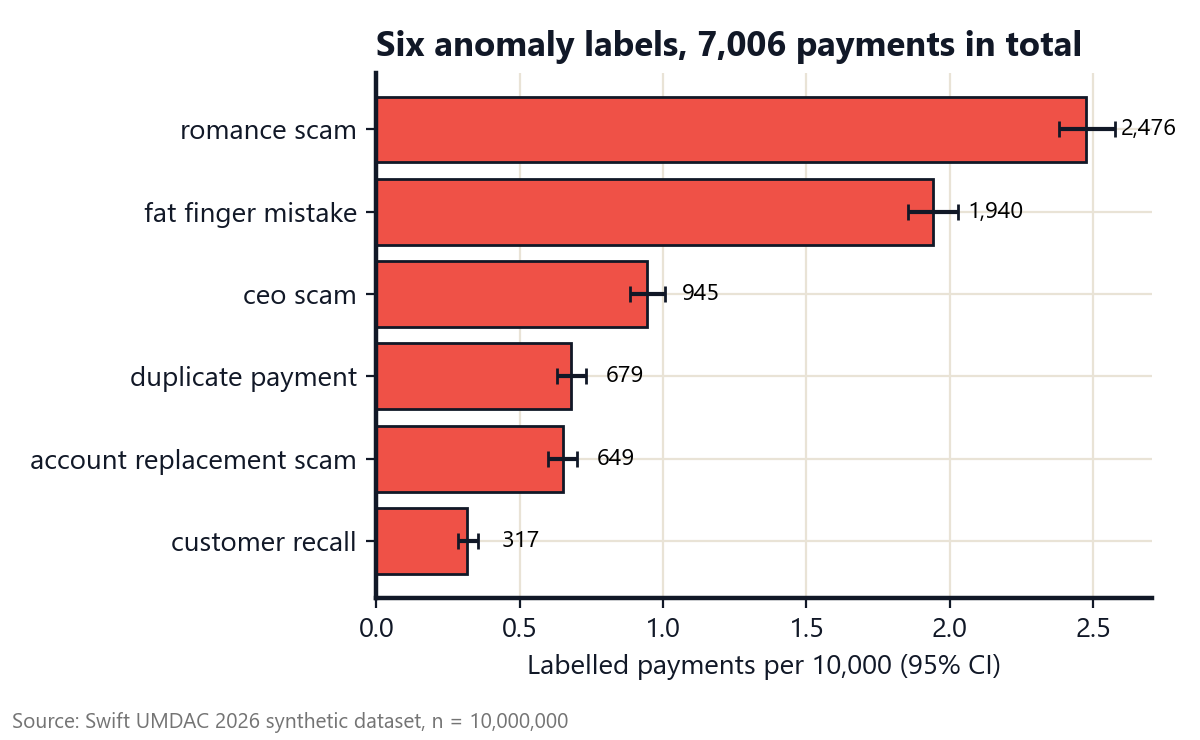 Six anomaly labels, 7,006 payments in total
romance scam 2,476
fat finger mistake 1,940
ceo scam 945
duplicate payment 679
account replacement scam 649
customer recall 317
0.0 0.5 1.0 1.5 2.0 2.5
Labelled payments per 10,000 (95% CI)
Source: Swift UMDAC 2026 synthetic dataset, n = 10,000,000